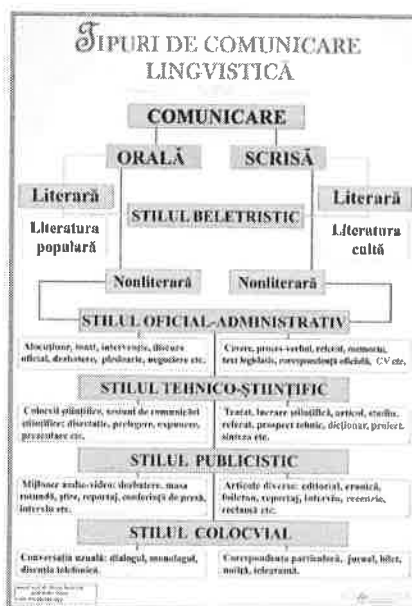 TIPURI DE COMUNICARE
LINGVISTICĂ
COMUNICARE
ORALĂ
SCRISĂ
Literară
Literară
Literatura
populară
STILUL BELETRISTIC
Literatura
cultă
Nonliterară
Nonliterară
STILUL OFICIAL-ADMINISTRATIV
Alocuțiune, toast, intervenție, discurs
oficial, dezbatere, pledoarie, negociere etc.
Cerere, proces-verbal, referat, memoriu,
text legislativ, corespondență oficială, CV etc.
STILUL TEHNICO-ȘTIINȚIFIC
Colocvii științifice, sesiuni de comunicări
științifice: disertație, prelegere, expunere,
prezentare etc.
Tratat, lucrare științifică, articol, studiu,
referat, prospect tehnic, dicționar, proiect,
sinteza etc.
STILUL PUBLICISTIC
Mijloace audio-video: dezbatere, masa
rotundă, știre, reportaj, conferință de presă,
interviu etc.
Articole diverse: editorial, cronică,
foileton, reportaj, interviu, recenzie,
reclamă etc.
STILUL COLOCVIAL
Conversația uzuală: dialogul, monologul,
discuția telefonică.
Corespondența particulară, jurnal, bilet,
notiță, telegramă.